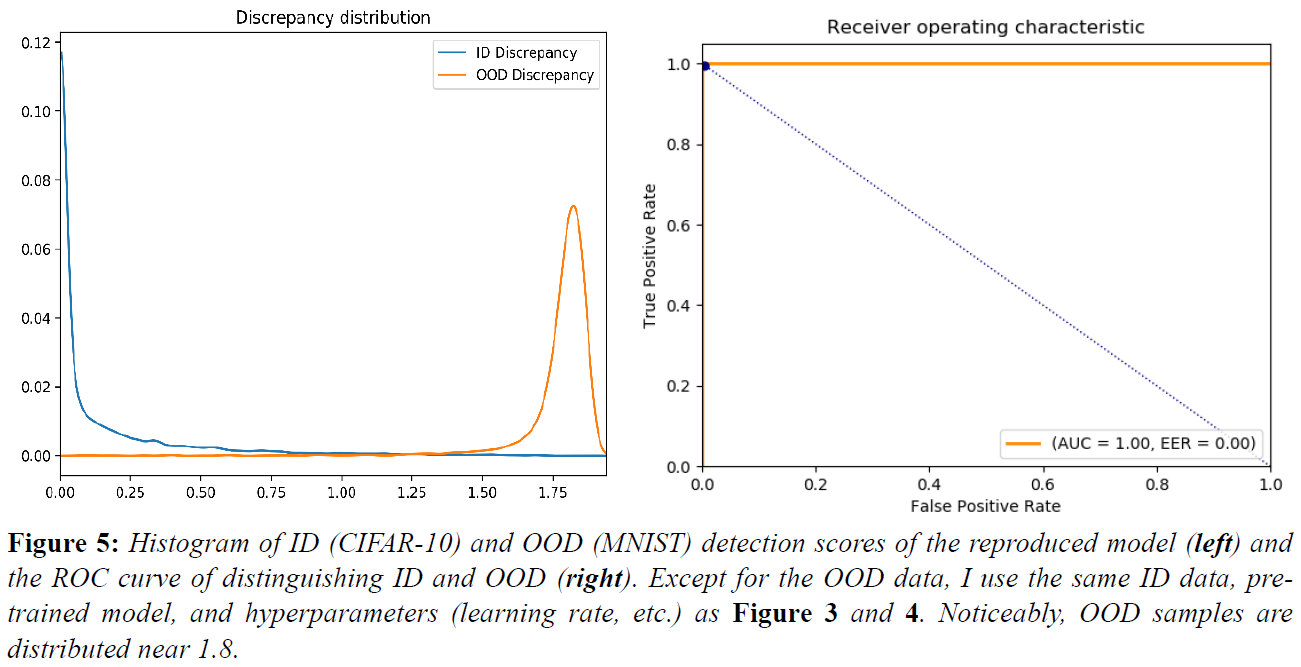 Discrepancy distribution
ID Discrepancy
OOD Discrepancy
0.12
0.10
0.08
0.06
0.04
0.02
0.00
0.00 0.25 0.50 0.75 1.00 1.25 1.50 1.75
Receiver operating characteristic
True Positive Rate
1.0
0.8
0.6
0.4
0.2
0.0
(AUC = 1.00, EER = 0.00)
0.0 0.2 0.4 0.6 0.8 1.0
False Positive Rate
Figure 5: Histogram of ID (CIFAR-10) and OOD (MNIST) detection scores of the reproduced model (left) and
the ROC curve of distinguishing ID and OOD (right). Except for the OOD data, I use the same ID data, pre-
trained model, and hyperparameters (learning rate, etc.) as Figure 3 and 4. Noticeably, OOD samples are
distributed near 1.8.